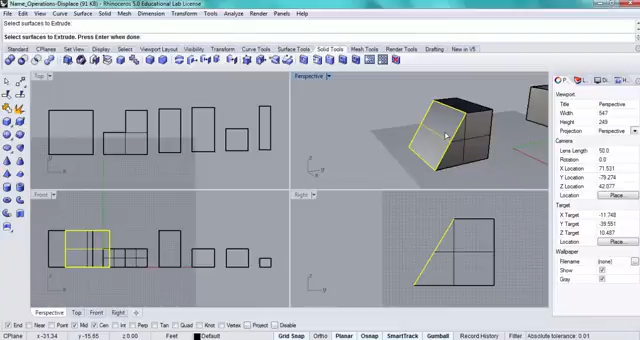 Name_Operations-Displace (91 KB) - Rhinoceros 5.0 Educational Lab License
File Edit View Curve Surface Solid Mesh Dimension Transform Tools Analyze Render Panels Help
Select surfaces to Extrude:
Select surfaces to Extrude. Press Enter when done:
Standard CPlanes Set View Display Select Viewport Layout Visibility Transform Curve Tools Surface Tools Solid Tools Mesh Tools Render Tools Drafting New in V5
Top
Perspective
Front
Right
Viewport
Title Perspective
Width 547
Height 249
Projection Perspective
Camera
Lens Length 50.0
Rotation 0.0
X Location 71.531
Y Location -79.274
Z Location 42.077
Location Place...
Target
X Target -11.748
Y Target -39.551
Z Target 10.487
Location Place...
Wallpaper
Filename (none)
Show
Gray
Perspective Top Front Right
End Near Point Mid Cen Int Perp Tan Quad Knot Vertex Project Disable
CPlane x -31.34 y -15.65 z 0.00 Feet Default Grid Snap Ortho Planar Osnap SmartTrack Gumball Record History Filter Absolute tolerance: 0.01